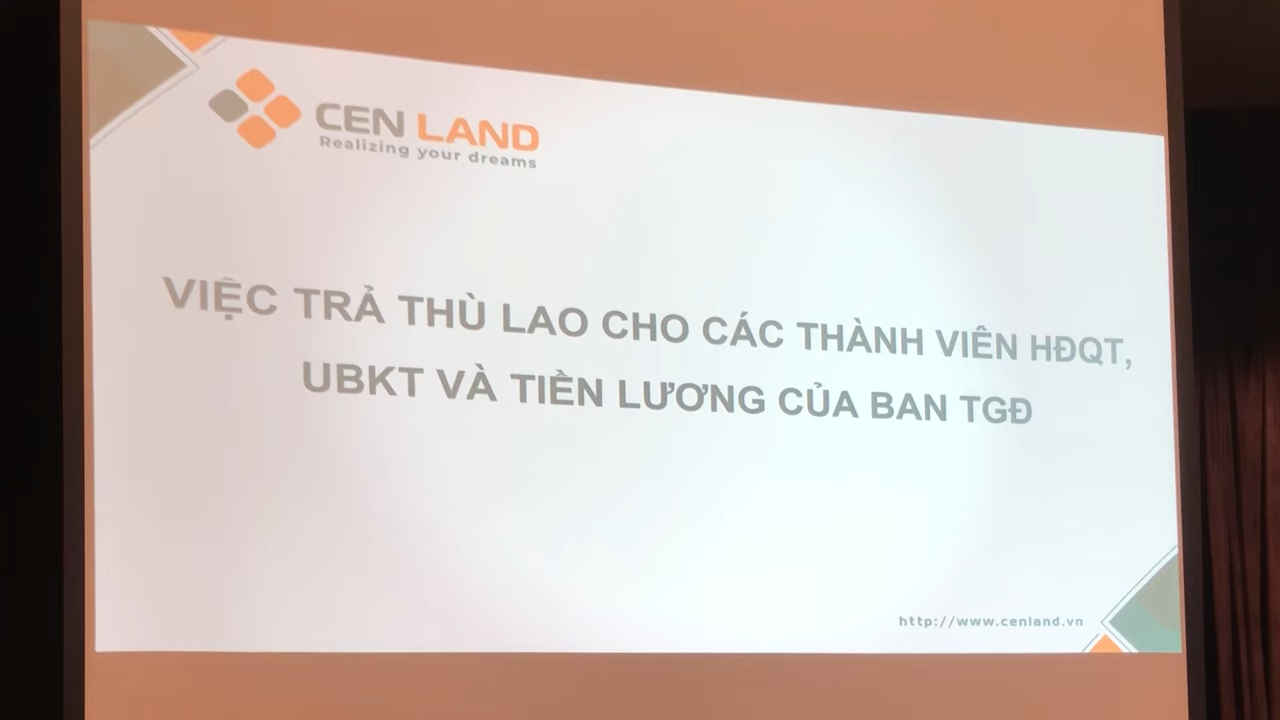 CEN LAND
Realizing your dreams
VIỆC TRẢ THÙ LAO CHO CÁC THÀNH VIÊN HĐQT,
UBKT VÀ TIỀN LƯƠNG CỦA BAN TGĐ
http://www.cenland.vn